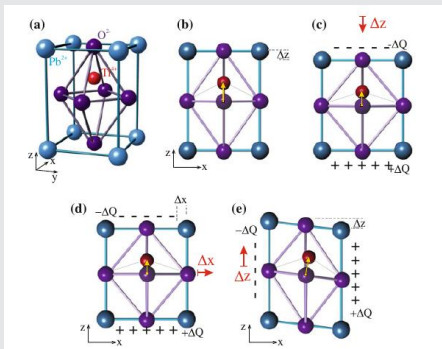 (a)
O²⁻
Pb²⁺
Ti⁴⁺
z
x
y
(b)
Δz
z
x
(c)
Δz
- - - - - -ΔQ
+ + + + + +ΔQ
(d)
Δx
-ΔQ - - - - -
Δx
+ + + + + +ΔQ
z
x
(e)
Δz
-ΔQ
Δz
+ΔQ
z
x